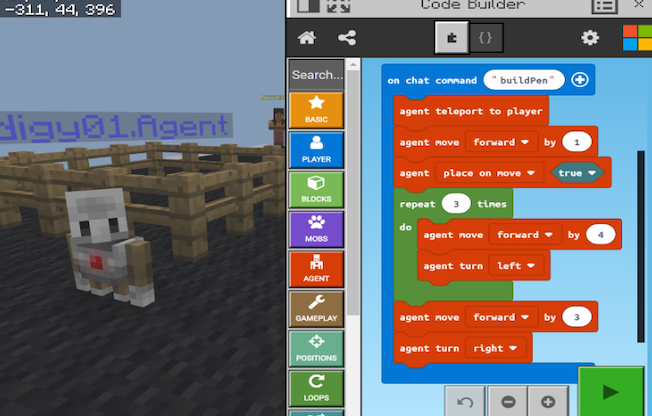 -311, 44, 396
digy01.Agent
Code Builder
{ }
Search...
BASIC
PLAYER
BLOCKS
MOBS
AGENT
GAMEPLAY
POSITIONS
LOOPS
on chat command "buildPen"
agent teleport to player
agent move forward by 1
agent place on move true
repeat 3 times
do
agent move forward by 4
agent turn left
agent move forward by 3
agent turn right